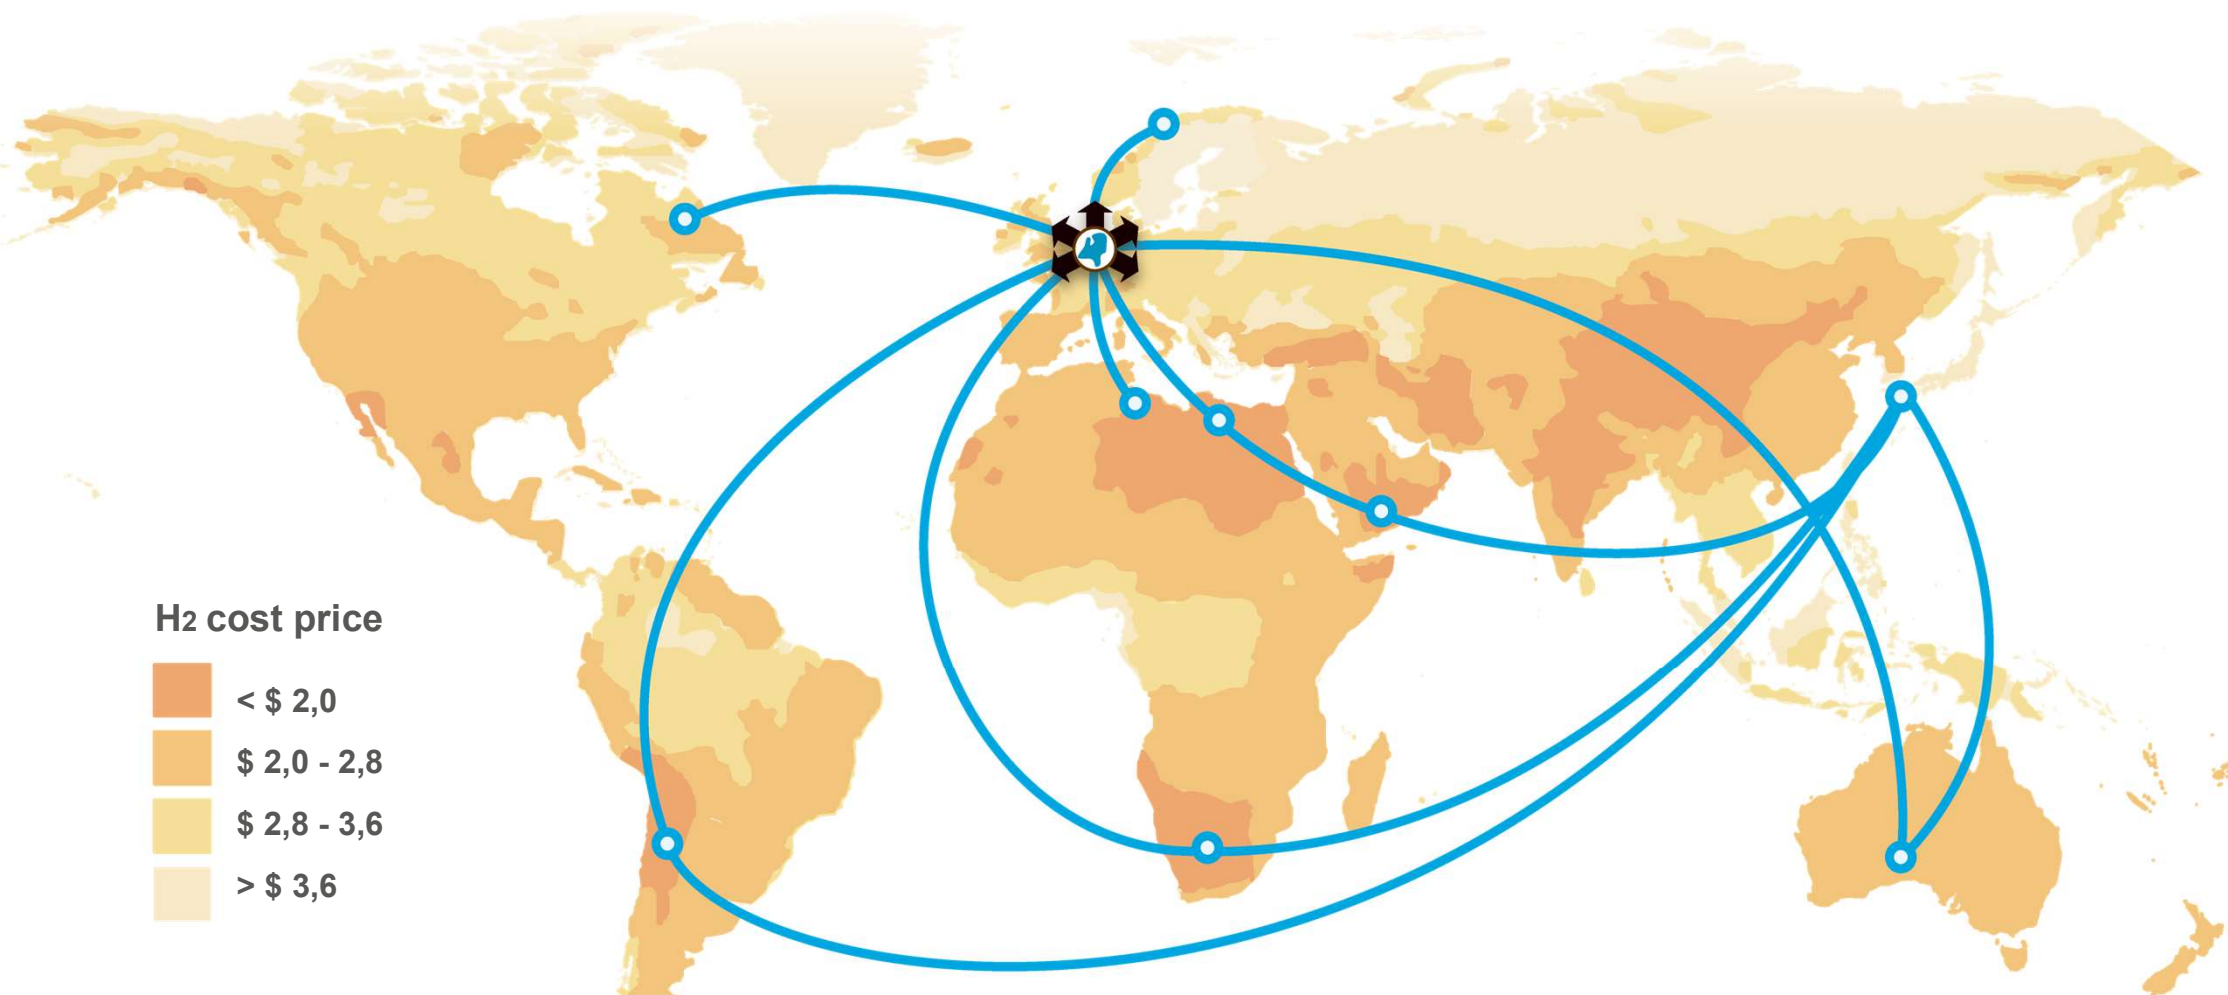 H2 cost price
< $ 2,0
$ 2,0 - 2,8
$ 2,8 - 3,6
> $ 3,6